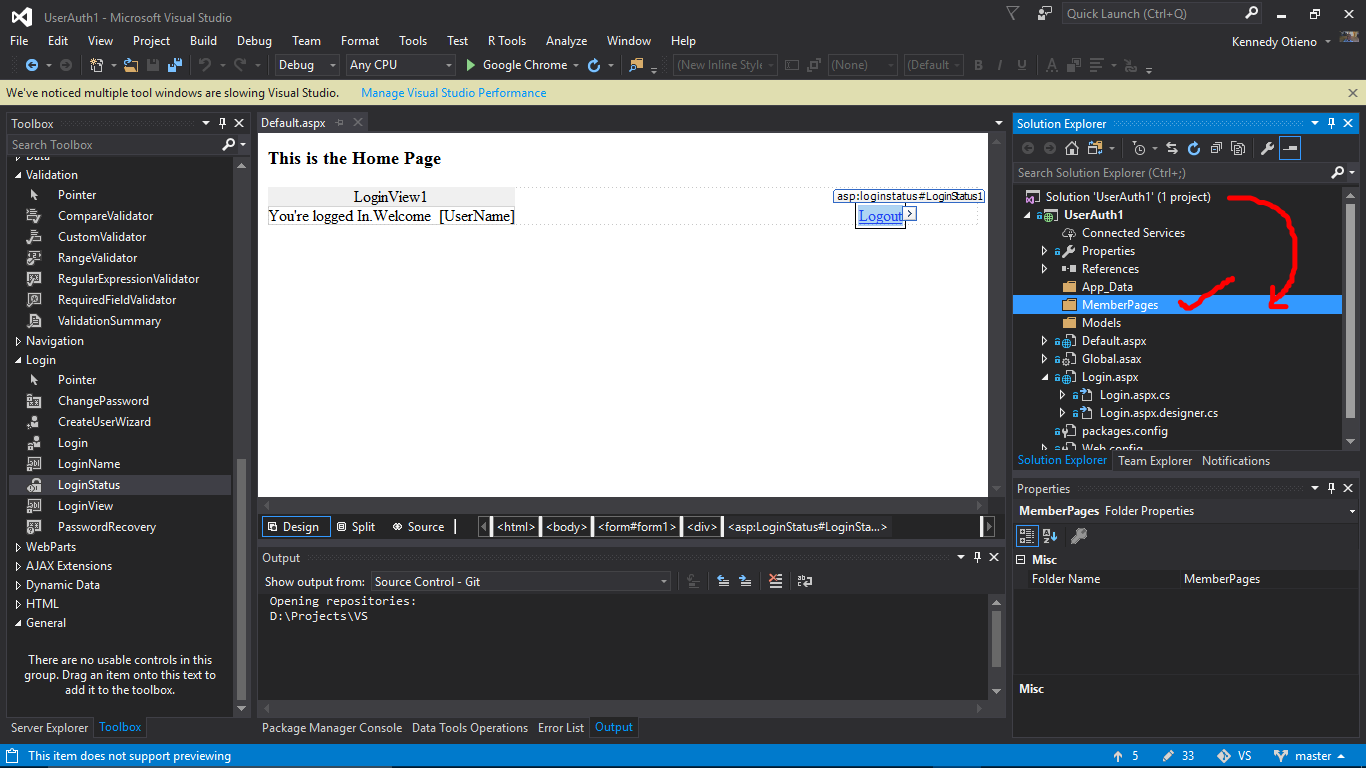 UserAuth1 - Microsoft Visual Studio
Quick Launch (Ctrl+Q)
File Edit View Project Build Debug Team Format Tools Test R Tools Analyze Window Help
Kennedy Otieno
Debug Any CPU Google Chrome (New Inline Style (None) (Default B I U A
We've noticed multiple tool windows are slowing Visual Studio. Manage Visual Studio Performance
Toolbox
Search Toolbox
Data
Validation
Pointer
CompareValidator
CustomValidator
RangeValidator
RegularExpressionValidator
RequiredFieldValidator
ValidationSummary
Navigation
Login
Pointer
ChangePassword
CreateUserWizard
Login
LoginName
LoginStatus
LoginView
PasswordRecovery
WebParts
AJAX Extensions
Dynamic Data
HTML
General
There are no usable controls in this
group. Drag an item onto this text to
add it to the toolbox.
Server Explorer Toolbox
Default.aspx
This is the Home Page
LoginView1
asp:loginstatus#LoginStatus1
You're logged In.Welcome [UserName]
Logout
Design Split Source <html> <body> <form#form1> <div> <asp:LoginStatus#LoginSta...>
Output
Show output from: Source Control - Git
Opening repositories:
D:\Projects\VS
Package Manager Console Data Tools Operations Error List Output
Solution Explorer
Search Solution Explorer (Ctrl+;)
Solution 'UserAuth1' (1 project)
UserAuth1
Connected Services
Properties
References
App_Data
MemberPages
Models
Default.aspx
Global.asax
Login.aspx
Login.aspx.cs
Login.aspx.designer.cs
packages.config
Web.config
Solution Explorer Team Explorer Notifications
Properties
MemberPages Folder Properties
Misc
Folder Name MemberPages
Misc
This item does not support previewing
5 33 VS master